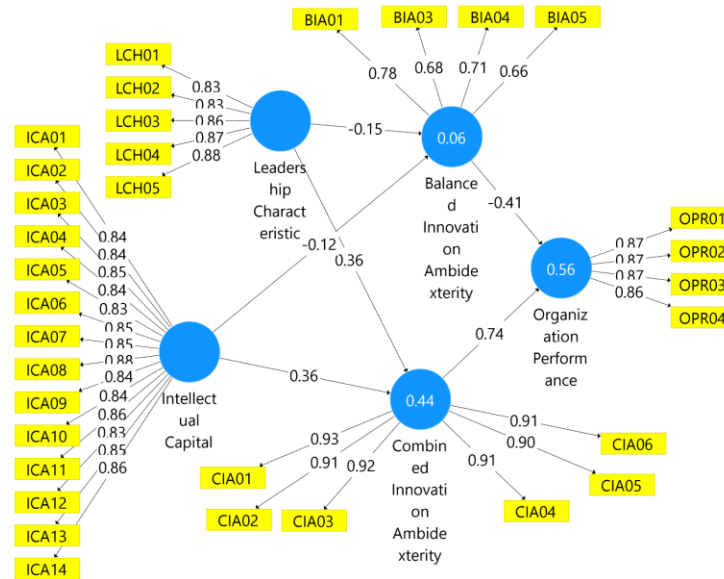 BIA01
BIA03
BIA04
BIA05
0.78
0.68
0.71
0.66
LCH01
LCH02
LCH03
LCH04
LCH05
0.83
0.83
0.86
0.87
0.88
Leaders
hip
Charact
eristic
-0.15
0.06
Balance
d
Innovati
on
Ambide
xterity
-0.12
0.36
-0.41
ICA01
ICA02
ICA03
ICA04
ICA05
ICA06
ICA07
ICA08
ICA09
ICA10
ICA11
ICA12
ICA13
ICA14
0.84
0.84
0.85
0.84
0.83
0.85
0.85
0.88
0.84
0.84
0.86
0.83
0.85
0.86
Intellect
ual
Capital
0.36
0.74
0.56
Organiz
ation
Perform
ance
0.87
0.87
0.87
0.86
OPR01
OPR02
OPR03
OPR04
0.44
Combin
ed
Innovati
on
Ambide
xterity
0.93
0.91
0.92
0.91
0.90
0.91
CIA01
CIA02
CIA03
CIA04
CIA05
CIA06